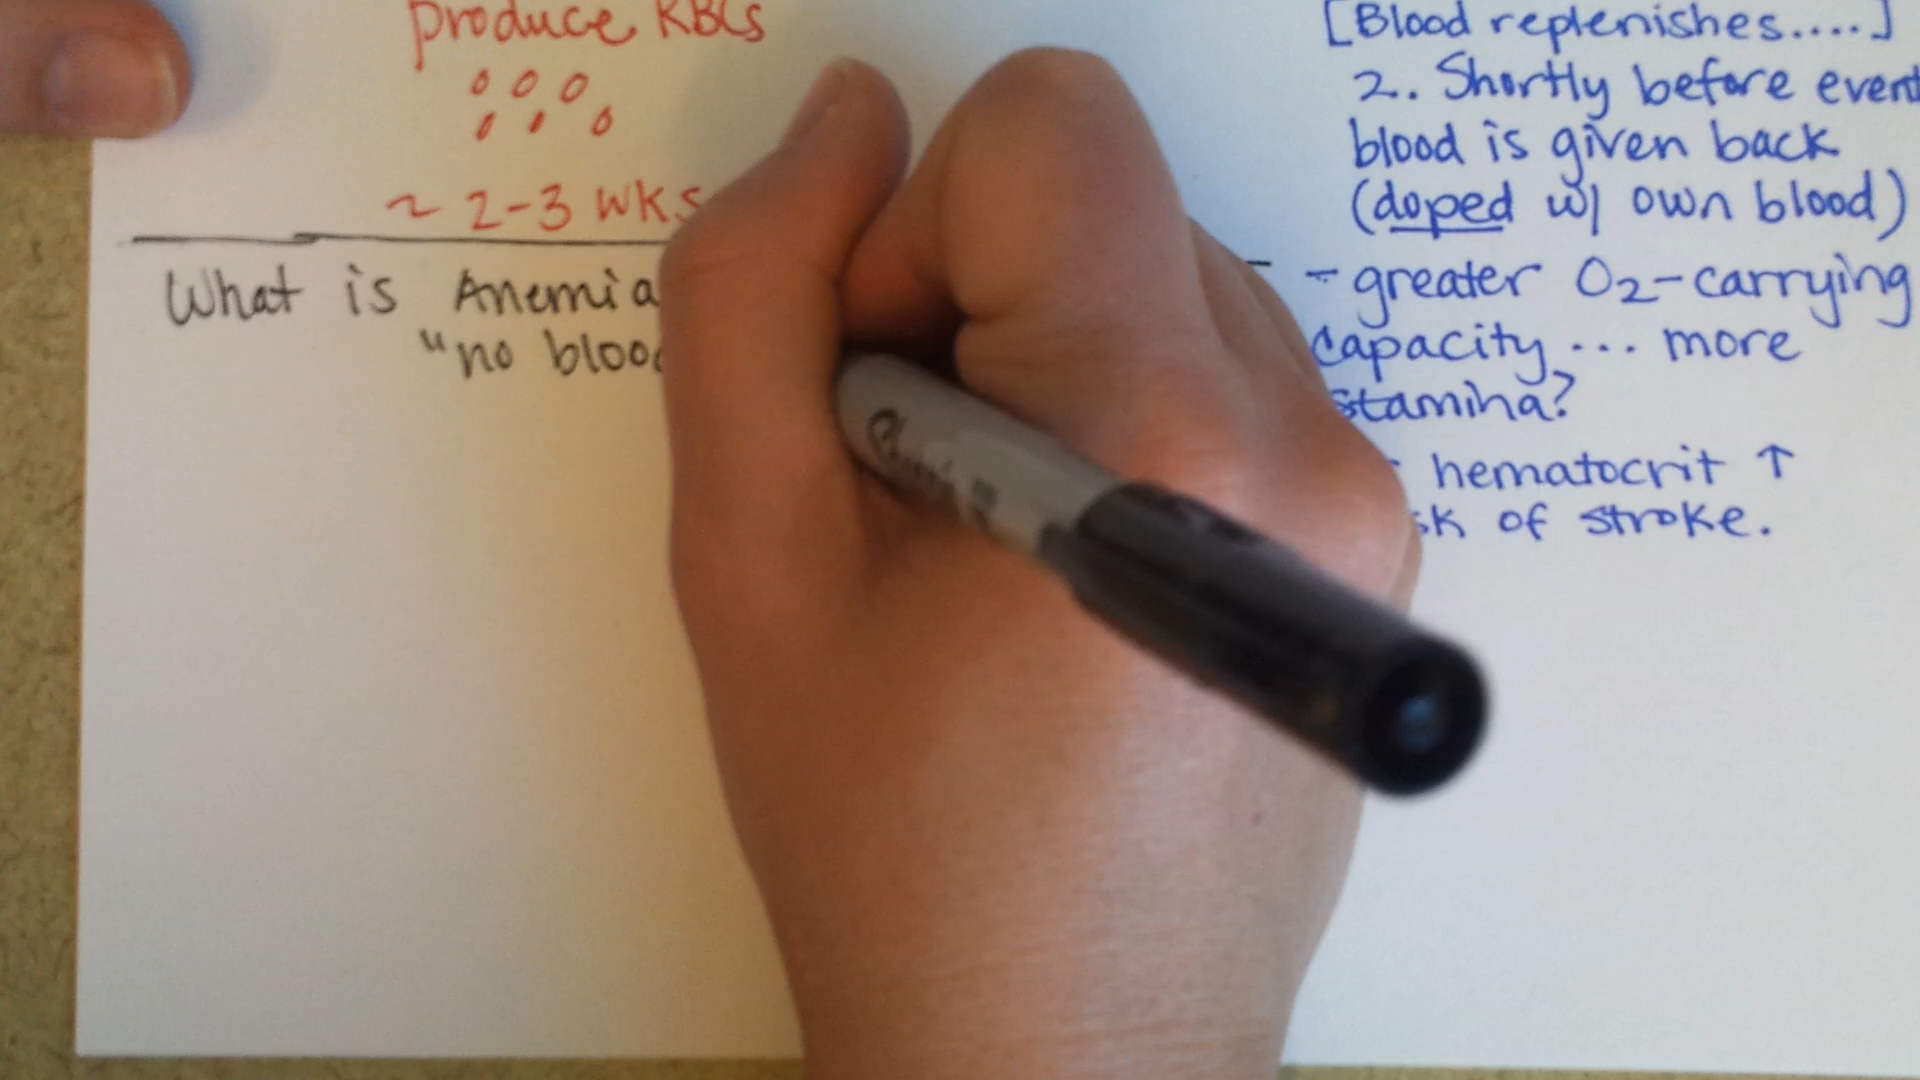 produce RBCs
~ 2-3 wks
What is Anemia
"no blood
[Blood replenishes.....]
2. Shortly before event
blood is given back
(doped w/ own blood)
- greater O2-carrying
capacity... more
stamina?
hematocrit ↑
of stroke.
Sharpie